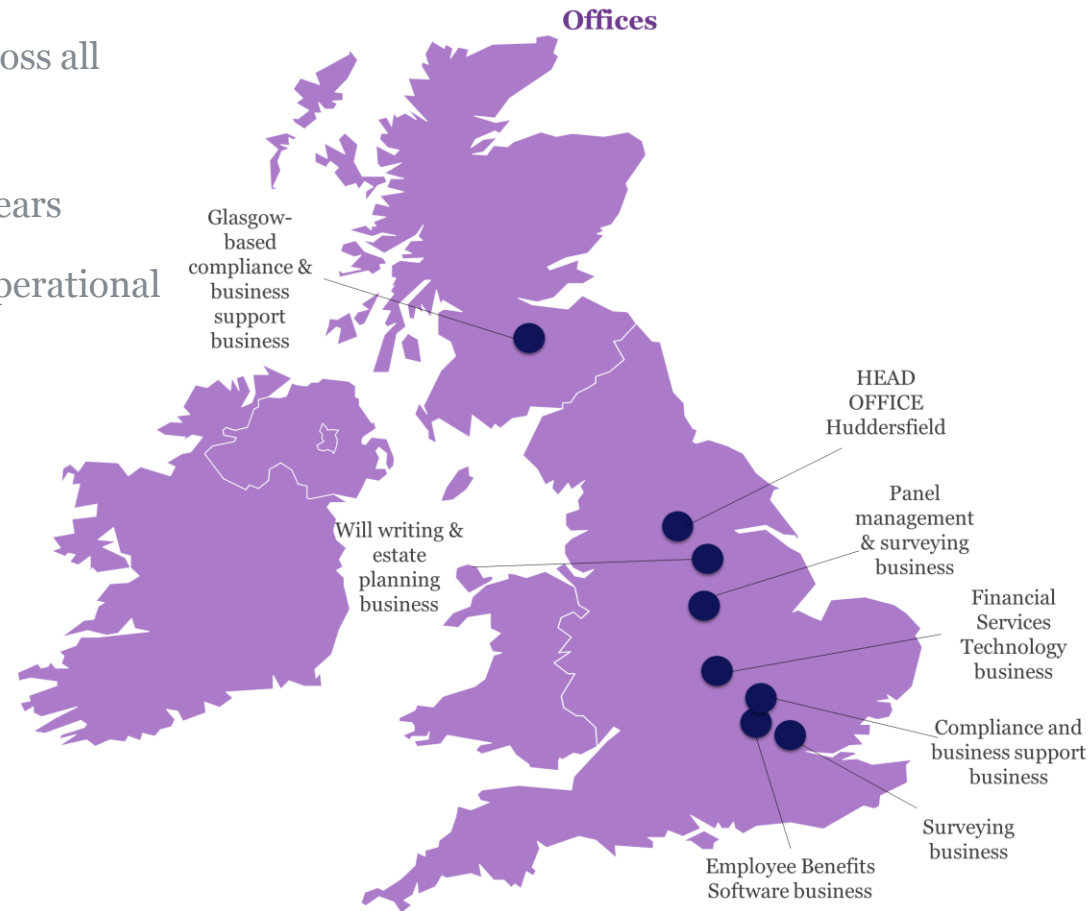 Offices
oss all
ears
perational
Glasgow-
based
compliance &
business
support
business
HEAD
OFFICE
Huddersfield
Panel
management
& surveying
business
Will writing &
estate
planning
business
Financial
Services
Technology
business
Compliance and
business support
business
Surveying
business
Employee Benefits
Software business